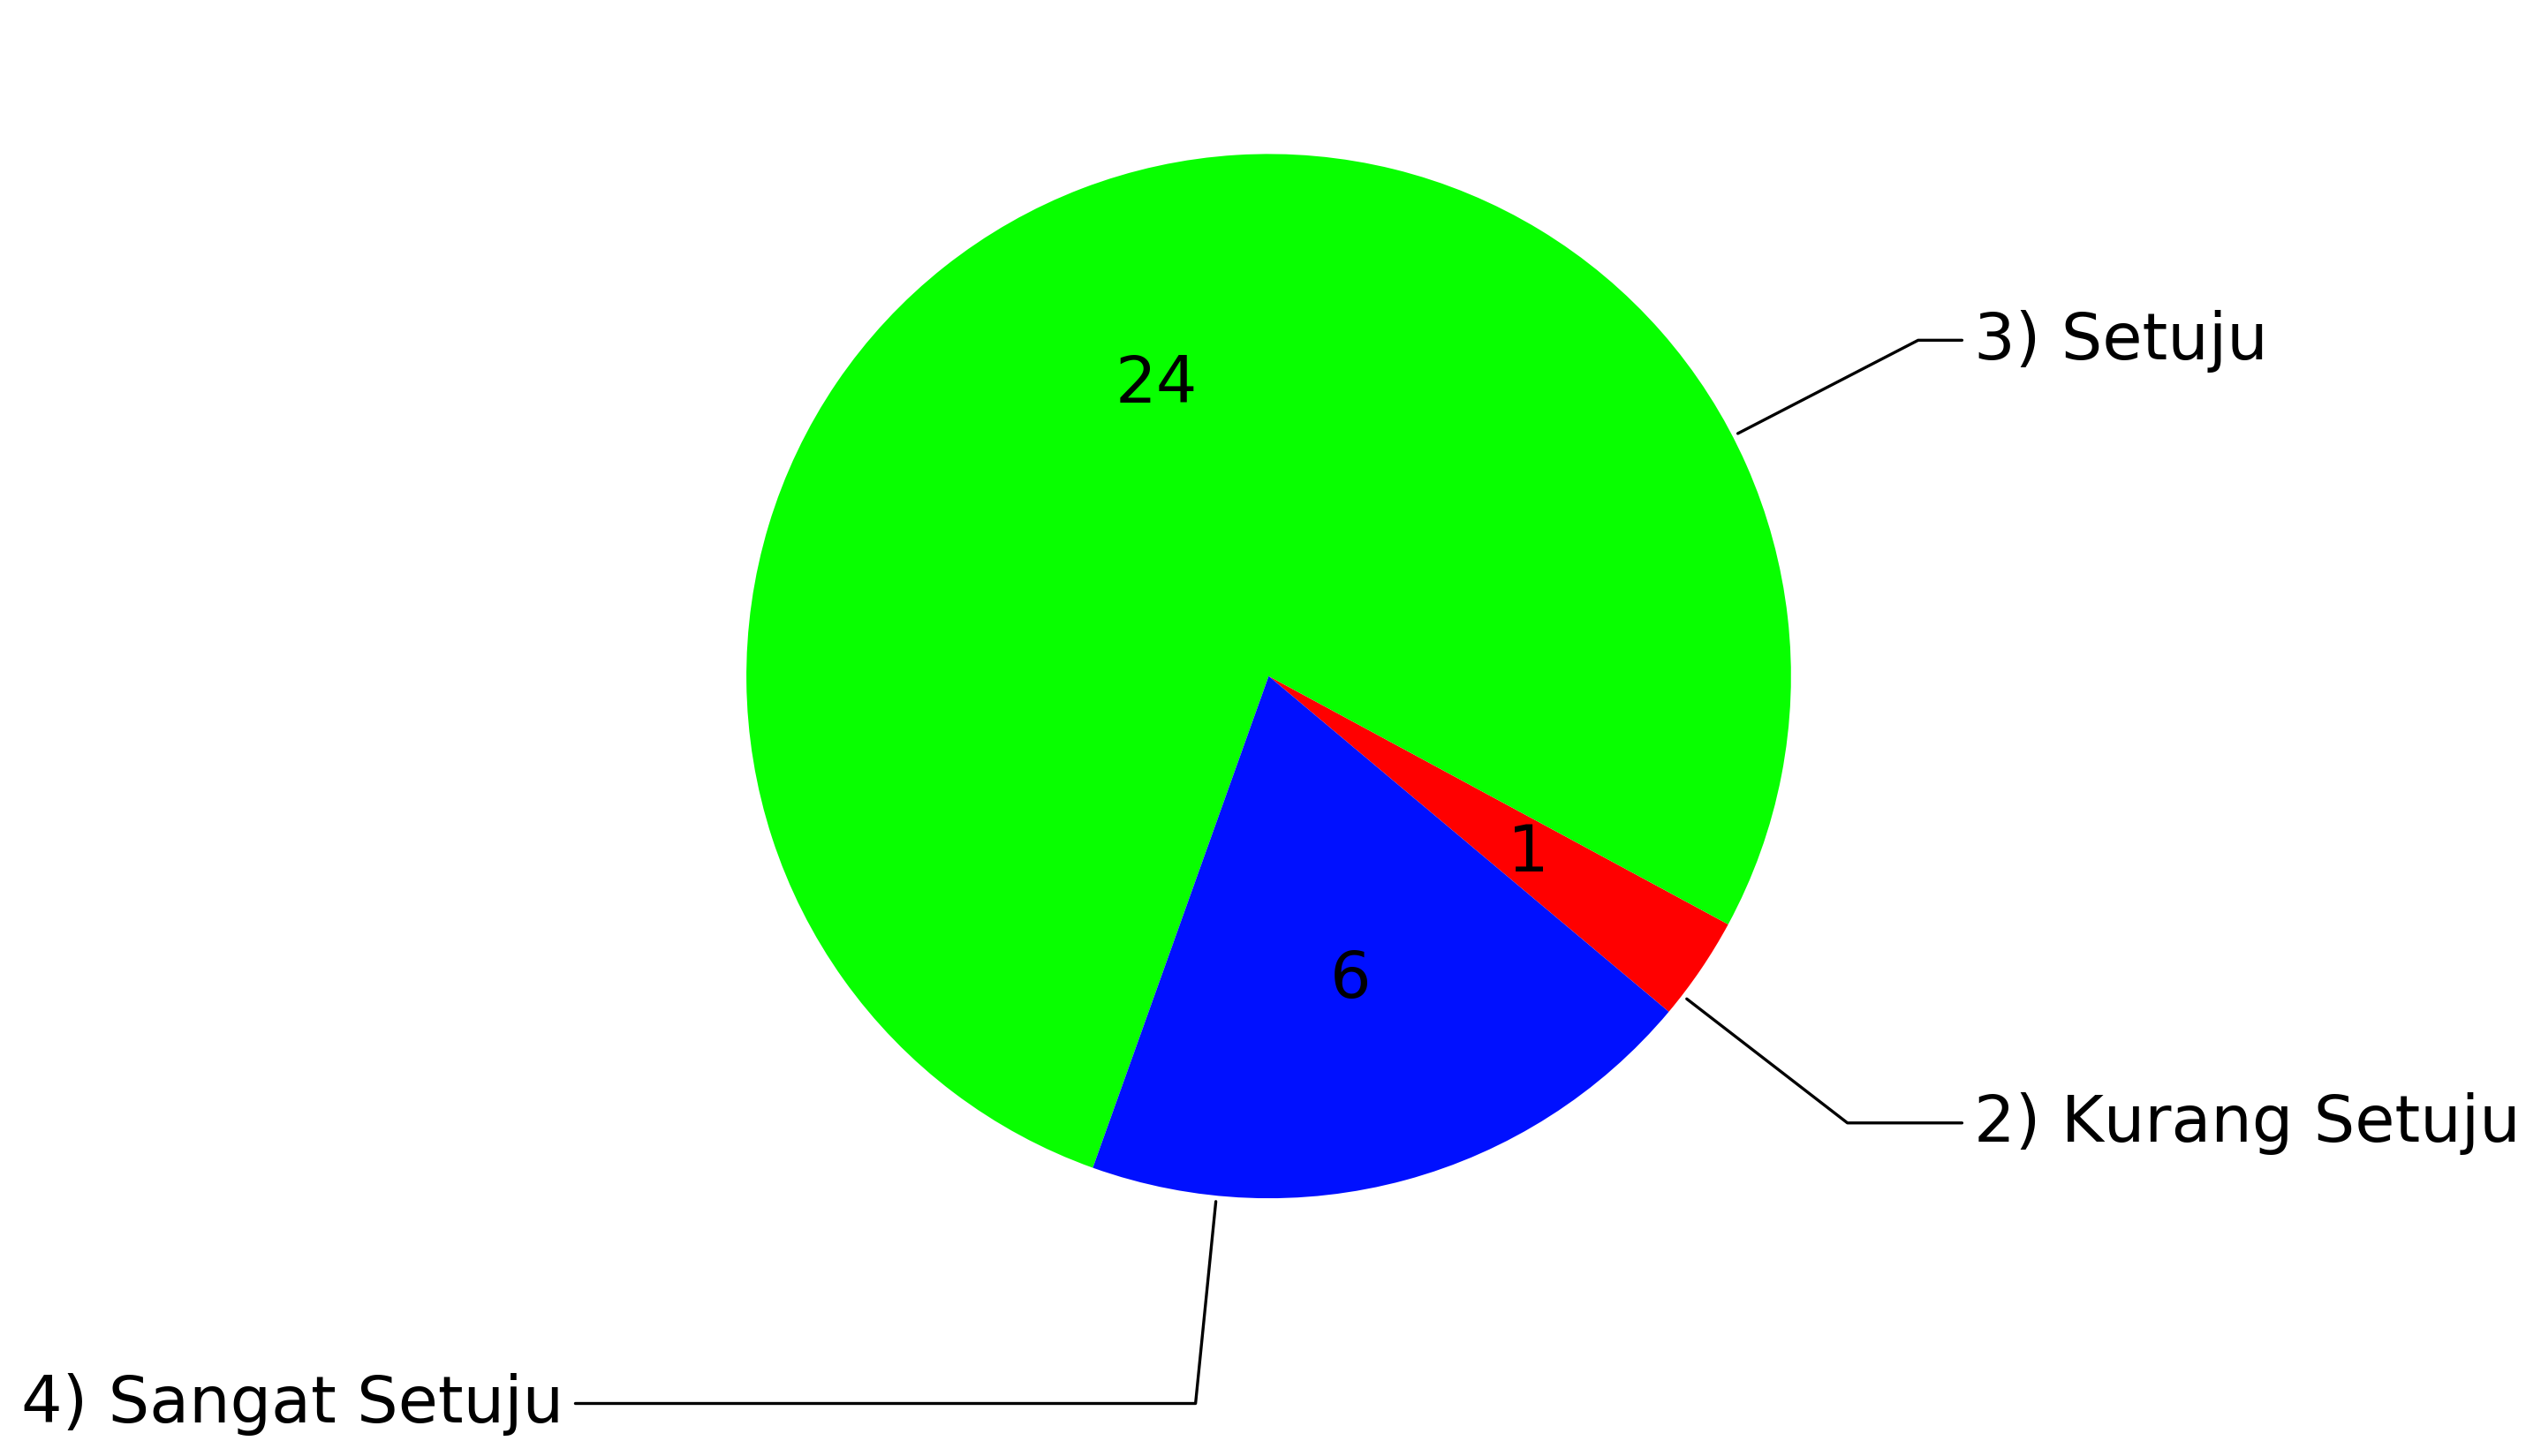 3) Setuju
24
1
6
2) Kurang Setuju
4) Sangat Setuju